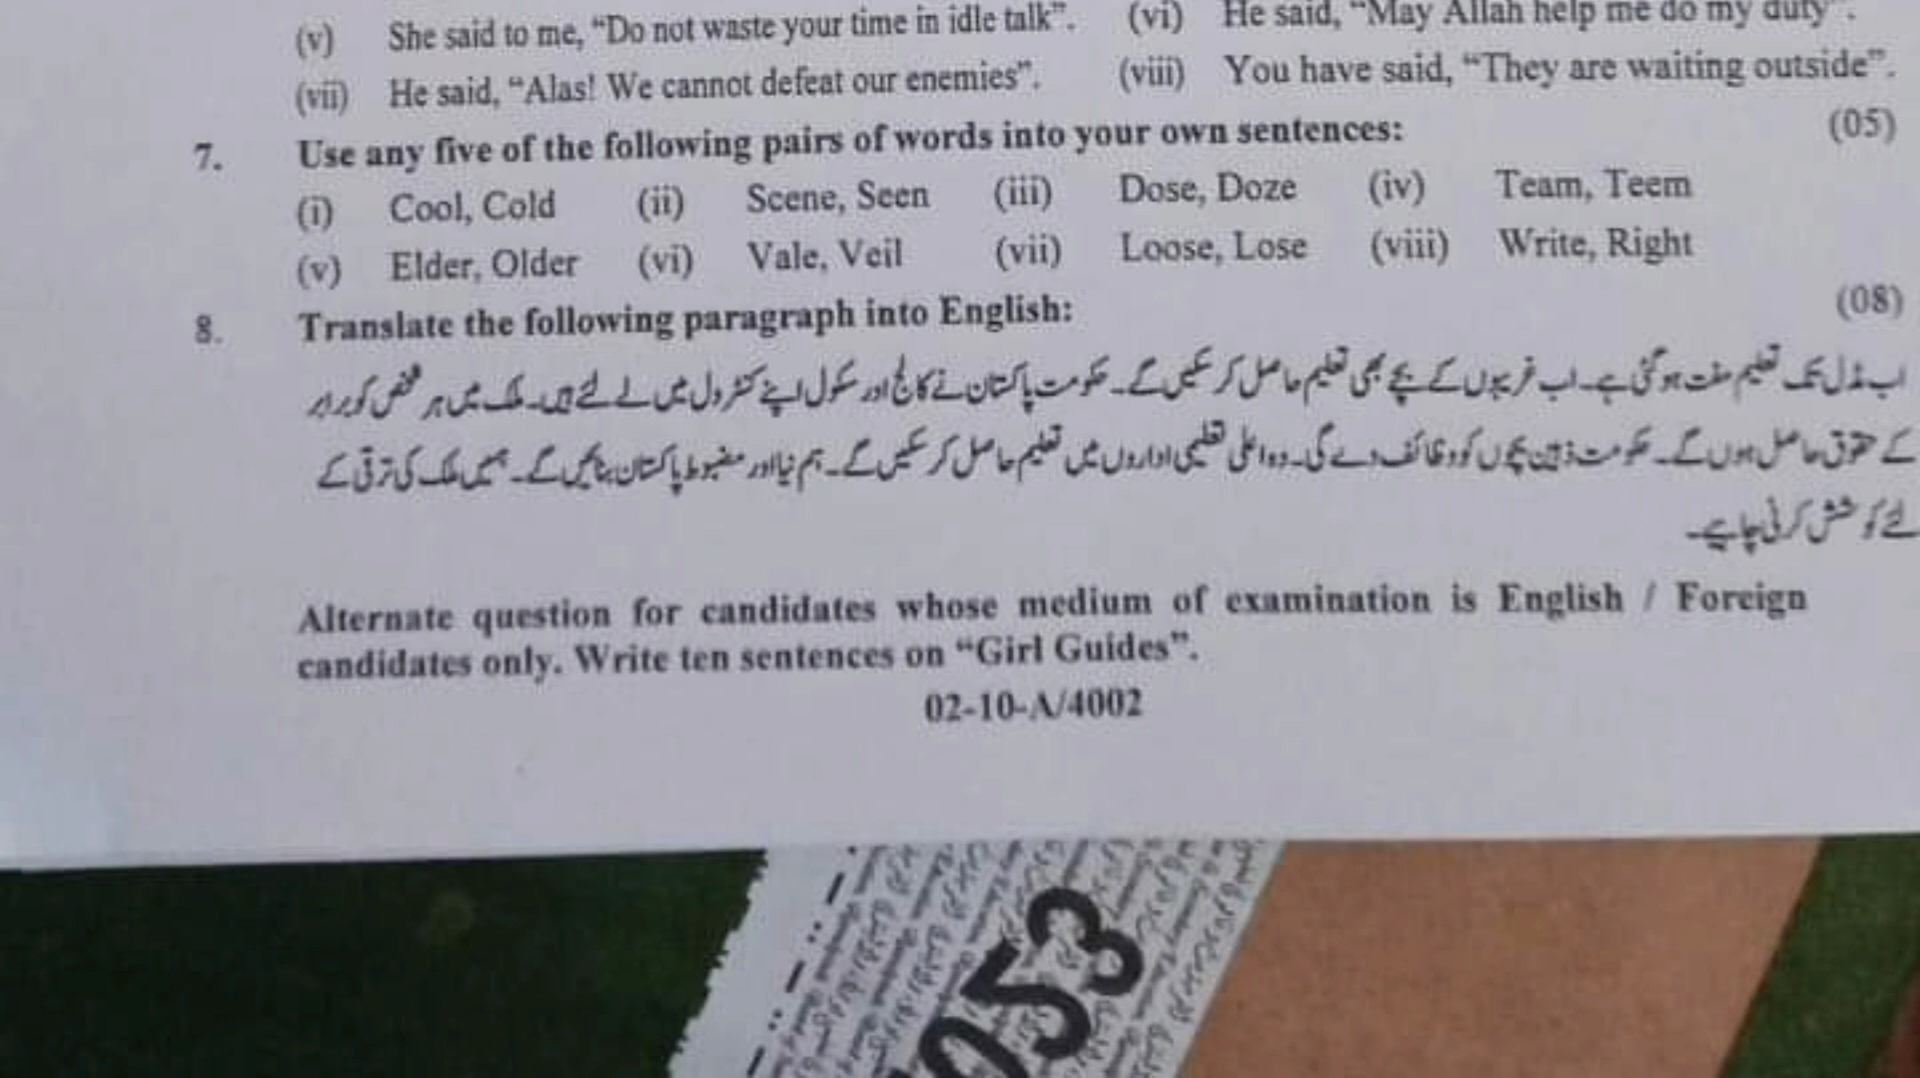 (v) She said to me, “Do not waste your time in idle talk”. (vi) He said, “May Allah help me do my duty”.
(vii) He said, “Alas! We cannot defeat our enemies”. (viii) You have said, “They are waiting outside”.
7. Use any five of the following pairs of words into your own sentences: (05)
(i) Cool, Cold (ii) Scene, Seen (iii) Dose, Doze (iv) Team, Teem
(v) Elder, Older (vi) Vale, Veil (vii) Loose, Lose (viii) Write, Right
8. Translate the following paragraph into English: (08)
اب مڈل تک تعلیم مفت ہو گئی ہے۔ اب غریبوں کے بچے بھی تعلیم حاصل کر سکیں گے۔ حکومت پاکستان نے کالج اور سکول اپنے کنٹرول میں لے لئے ہیں۔ ملک میں ہر شخص کو برابر
کے حقوق حاصل ہوں گے۔ حکومت ذہین بچوں کو وظائف دے گی۔ وہ اعلیٰ تعلیمی اداروں میں تعلیم حاصل کر سکیں گے۔ ہم نیا اور مضبوط پاکستان بنائیں گے۔ ہمیں ملک کی ترقی کے
لئے کوشش کرنی چاہیے۔
Alternate question for candidates whose medium of examination is English / Foreign
candidates only. Write ten sentences on “Girl Guides”.
02-10-A/4002
053